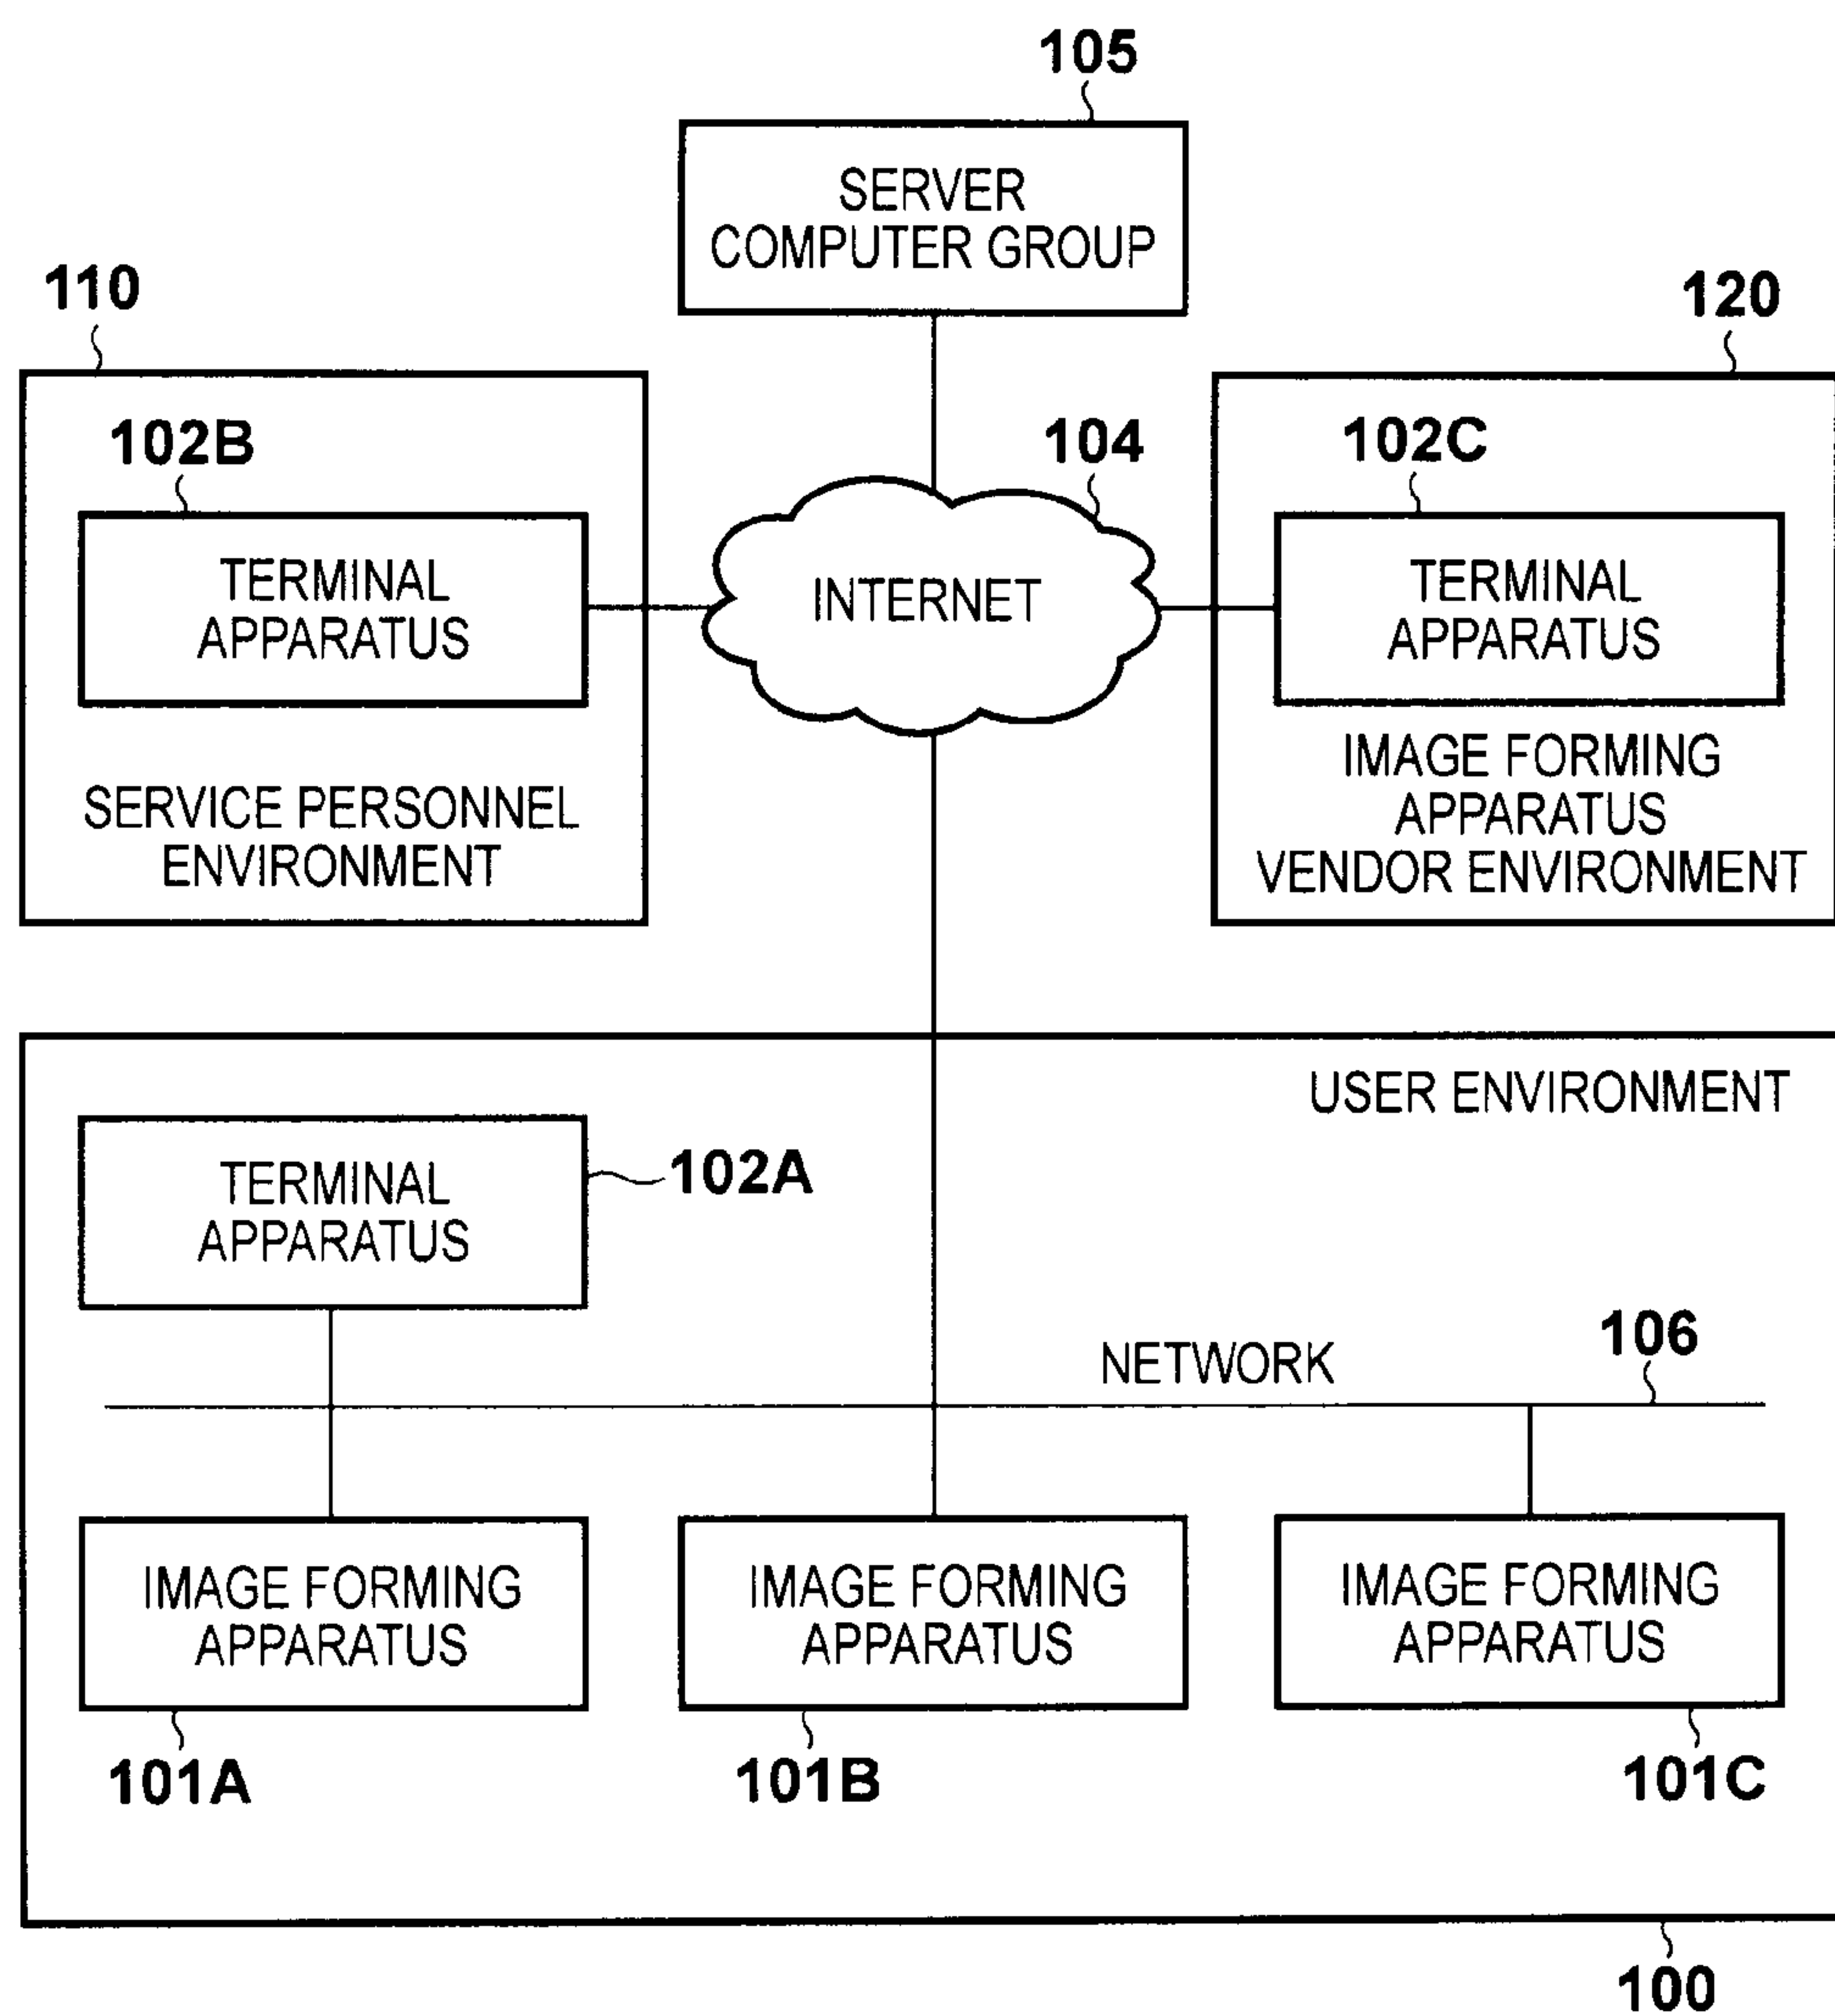 105
SERVER
COMPUTER GROUP
110
120
102B
104
102C
TERMINAL
APPARATUS
INTERNET
TERMINAL
APPARATUS
SERVICE PERSONNEL
ENVIRONMENT
IMAGE FORMING
APPARATUS
VENDOR ENVIRONMENT
USER ENVIRONMENT
TERMINAL
APPARATUS
102A
NETWORK
106
IMAGE FORMING
APPARATUS
IMAGE FORMING
APPARATUS
IMAGE FORMING
APPARATUS
101A
101B
101C
100